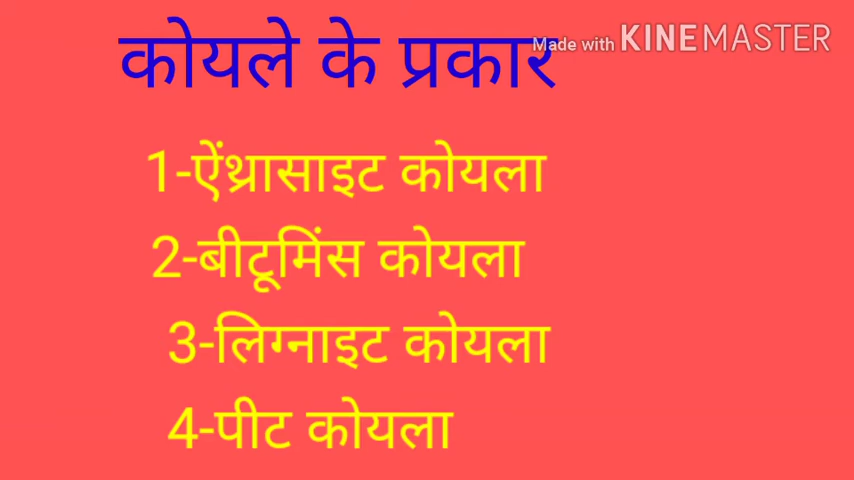 कोयले के प्रकार
Made with KINEMASTER
1-ऐंथ्रासाइट कोयला
2-बीटूमिंस कोयला
3-लिग्नाइट कोयला
4-पीट कोयला